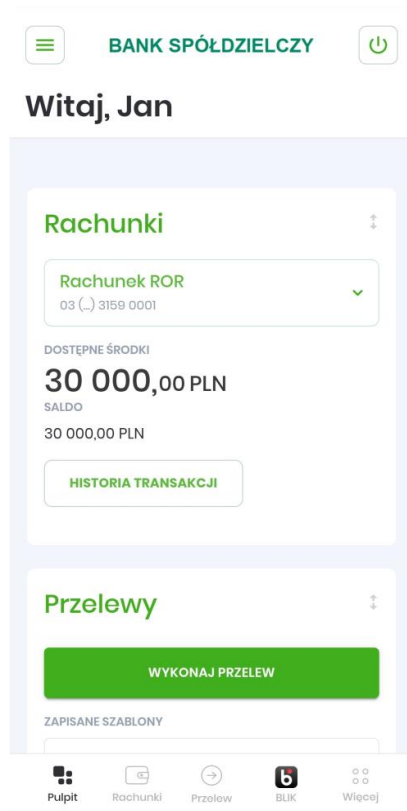 BANK SPÓŁDZIELCZY
Witaj, Jan
Rachunki
Rachunek ROR
03 (...) 3159 0001
DOSTĘPNE ŚRODKI
30 000,00 PLN
SALDO
30 000,00 PLN
HISTORIA TRANSAKCJI
Przelewy
WYKONAJ PRZELEW
ZAPISANE SZABLONY
Pulpit Rachunki Przelew BLIK Więcej